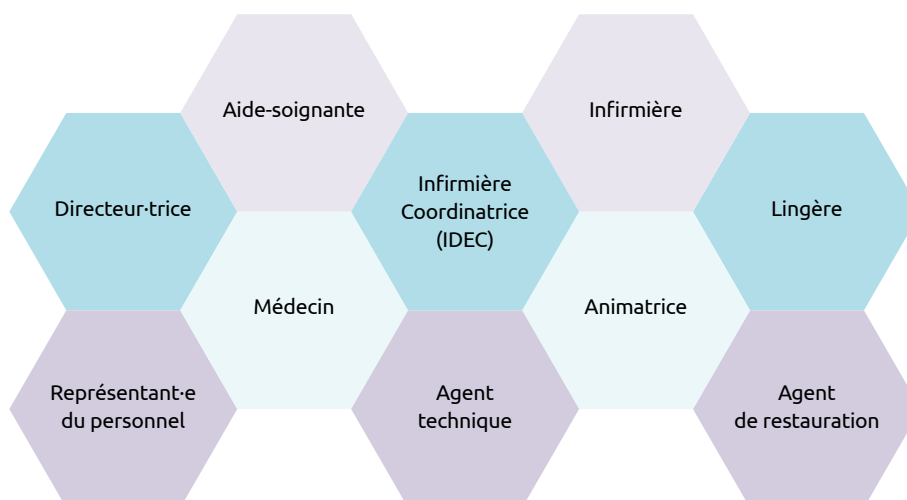 Aide-soignante
Infirmière
Directeur·trice
Infirmière
Coordinatrice
(IDEC)
Lingère
Médecin
Animatrice
Représentant·e
du personnel
Agent
technique
Agent
de restauration